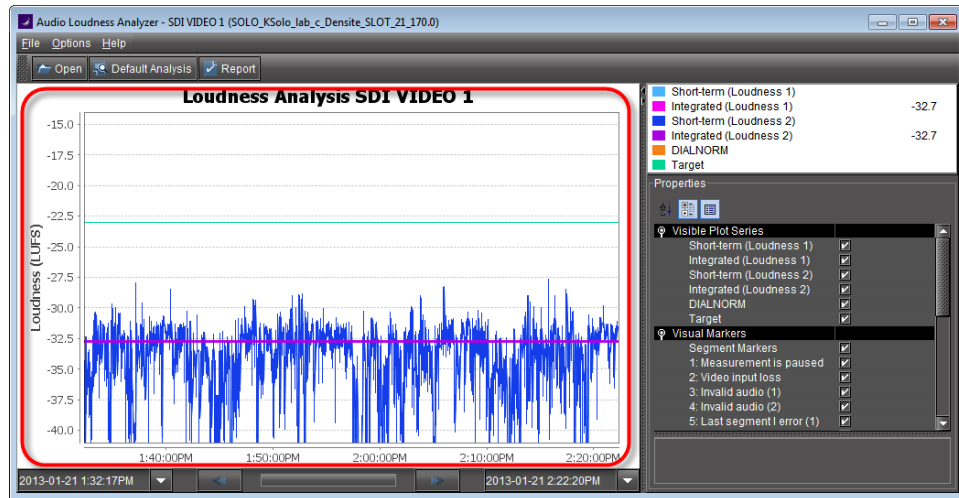 Audio Loudness Analyzer - SDI VIDEO 1 (SOLO_KSolo_lab_c_Densite_SLOT_21_170.0)
File Options Help
Open Default Analysis Report
Loudness Analysis SDI VIDEO 1
Loudness (LUFS)
-15.0
-17.5
-20.0
-22.5
-25.0
-27.5
-30.0
-32.5
-35.0
-37.5
-40.0
1:40:00PM 1:50:00PM 2:00:00PM 2:10:00PM 2:20:00PM
2013-01-21 1:32:17PM 2013-01-21 2:22:20PM
Short-term (Loudness 1)
Integrated (Loudness 1) -32.7
Short-term (Loudness 2)
Integrated (Loudness 2) -32.7
DIALNORM
Target
Properties
Visible Plot Series
Short-term (Loudness 1)
Integrated (Loudness 1)
Short-term (Loudness 2)
Integrated (Loudness 2)
DIALNORM
Target
Visual Markers
Segment Markers
1: Measurement is paused
2: Video input loss
3: Invalid audio (1)
4: Invalid audio (2)
5: Last segment I error (1)